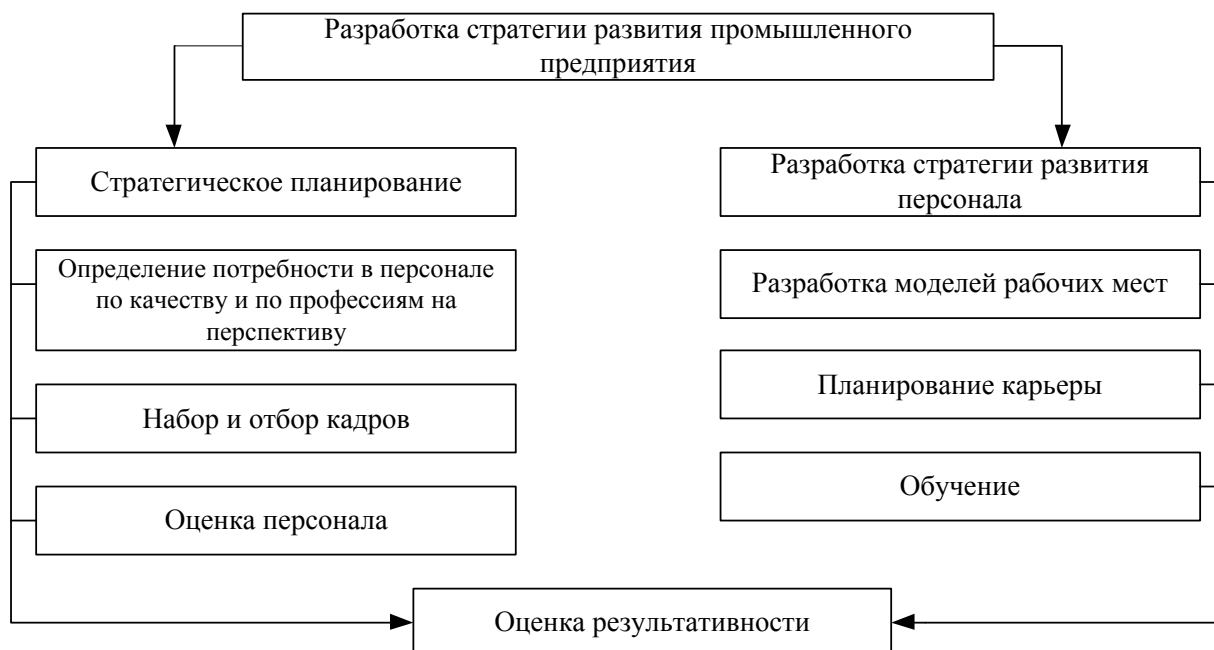 Разработка стратегии развития промышленного
предприятия
Стратегическое планирование
Разработка стратегии развития
персонала
Определение потребности в персонале
по качеству и по профессиям на
перспективу
Разработка моделей рабочих мест
Набор и отбор кадров
Планирование карьеры
Оценка персонала
Обучение
Оценка результативности